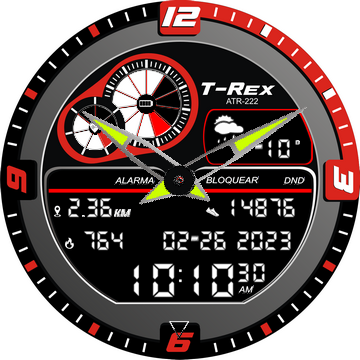 12
T-Rex
ATR-222
-10°
ALARMA BLOQUEAR DND
9
3
2.36 KM 14876
764 02-26 2023
10:10 30 AM
6